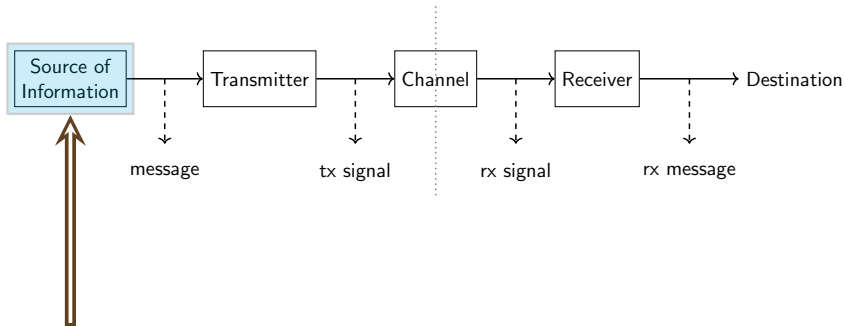 Source of
Information
Transmitter
Channel
Receiver
Destination
message
tx signal
rx signal
rx message